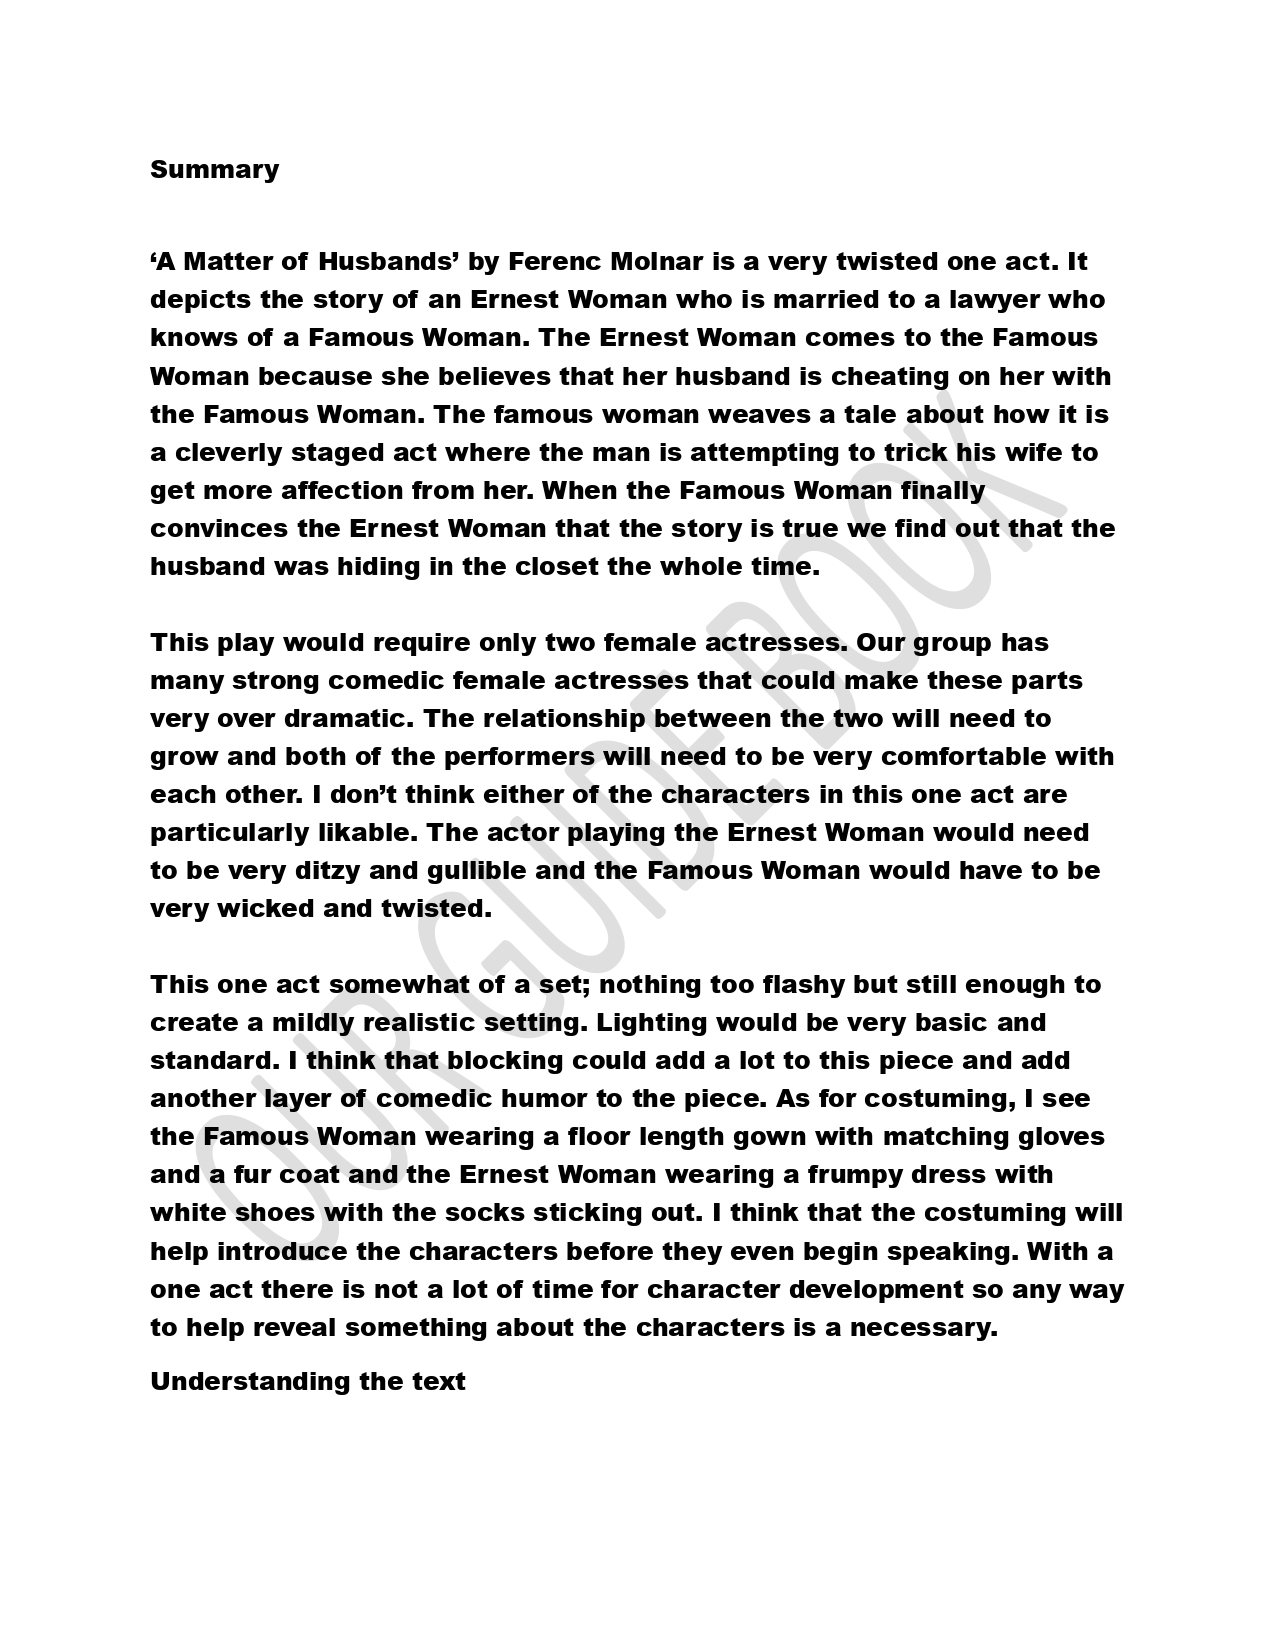 Summary
‘A Matter of Husbands’ by Ferenc Molnar is a very twisted one act. It
depicts the story of an Ernest Woman who is married to a lawyer who
knows of a Famous Woman. The Ernest Woman comes to the Famous
Woman because she believes that her husband is cheating on her with
the Famous Woman. The famous woman weaves a tale about how it is
a cleverly staged act where the man is attempting to trick his wife to
get more affection from her. When the Famous Woman finally
convinces the Ernest Woman that the story is true we find out that the
husband was hiding in the closet the whole time.
This play would require only two female actresses. Our group has
many strong comedic female actresses that could make these parts
very over dramatic. The relationship between the two will need to
grow and both of the performers will need to be very comfortable with
each other. I don’t think either of the characters in this one act are
particularly likable. The actor playing the Ernest Woman would need
to be very ditzy and gullible and the Famous Woman would have to be
very wicked and twisted.
This one act somewhat of a set; nothing too flashy but still enough to
create a mildly realistic setting. Lighting would be very basic and
standard. I think that blocking could add a lot to this piece and add
another layer of comedic humor to the piece. As for costuming, I see
the Famous Woman wearing a floor length gown with matching gloves
and a fur coat and the Ernest Woman wearing a frumpy dress with
white shoes with the socks sticking out. I think that the costuming will
help introduce the characters before they even begin speaking. With a
one act there is not a lot of time for character development so any way
to help reveal something about the characters is a necessary.
Understanding the text
OUR GUIDE BOOK